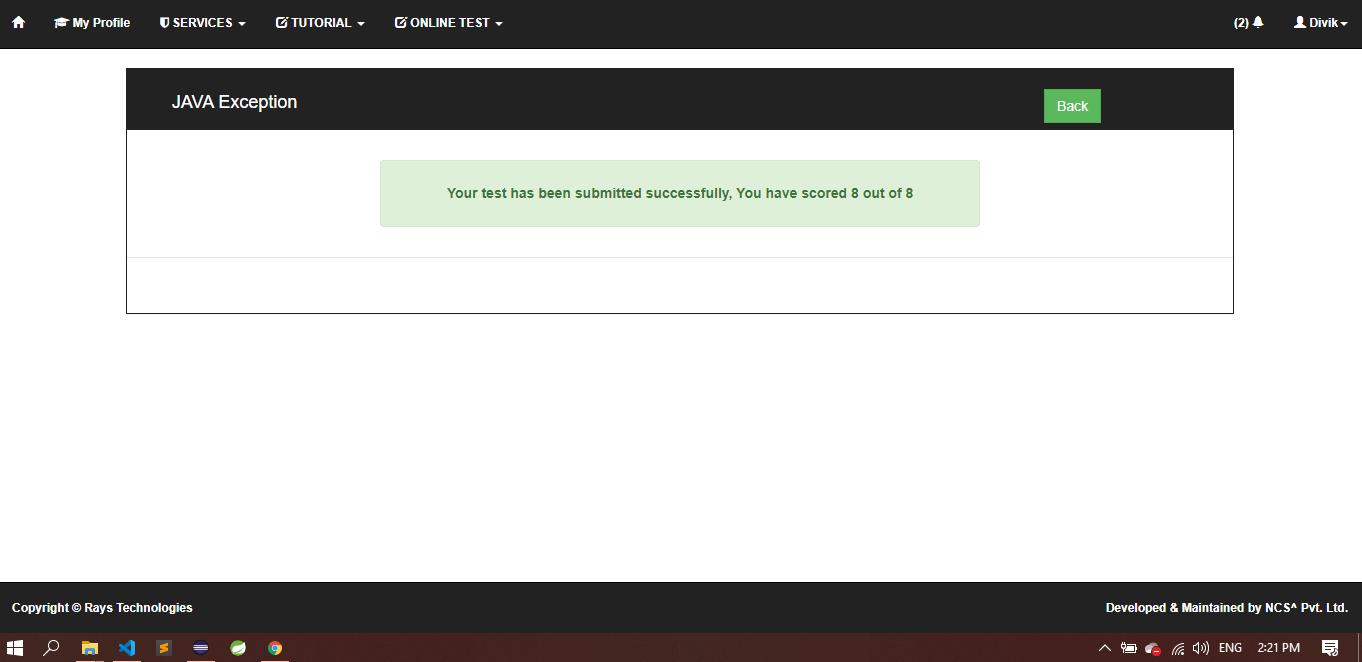 My Profile SERVICES TUTORIAL ONLINE TEST (2) Divik
JAVA Exception
Back
Your test has been submitted successfully, You have scored 8 out of 8
Copyright © Rays Technologies Developed & Maintained by NCS^ Pvt. Ltd.
ENG 2:21 PM